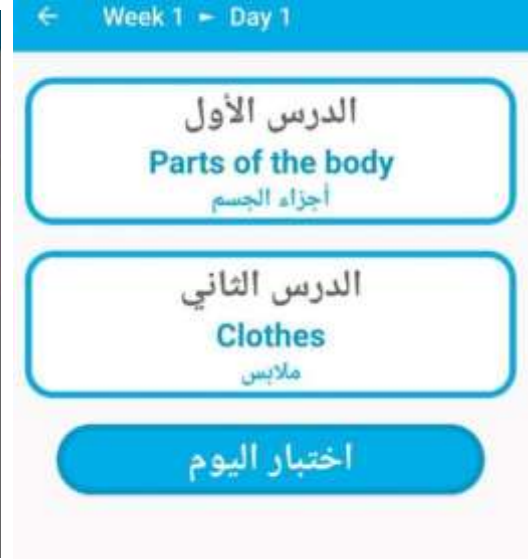 ← Week 1 ► Day 1
الدرس الأول
Parts of the body
أجزاء الجسم
الدرس الثاني
Clothes
ملابس
اختبار اليوم